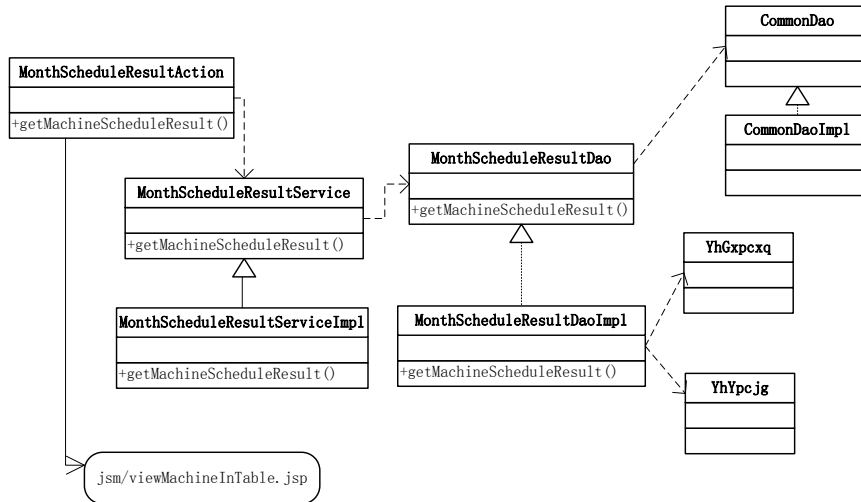 CommonDao
MonthScheduleResultAction
+getMachineScheduleResult()
CommonDaoImpl
MonthScheduleResultDao
+getMachineScheduleResult()
MonthScheduleResultService
+getMachineScheduleResult()
YhGxpcxq
MonthScheduleResultServiceImpl
+getMachineScheduleResult()
MonthScheduleResultDaoImpl
+getMachineScheduleResult()
YhYpcjg
jsm/viewMachineInTable.jsp